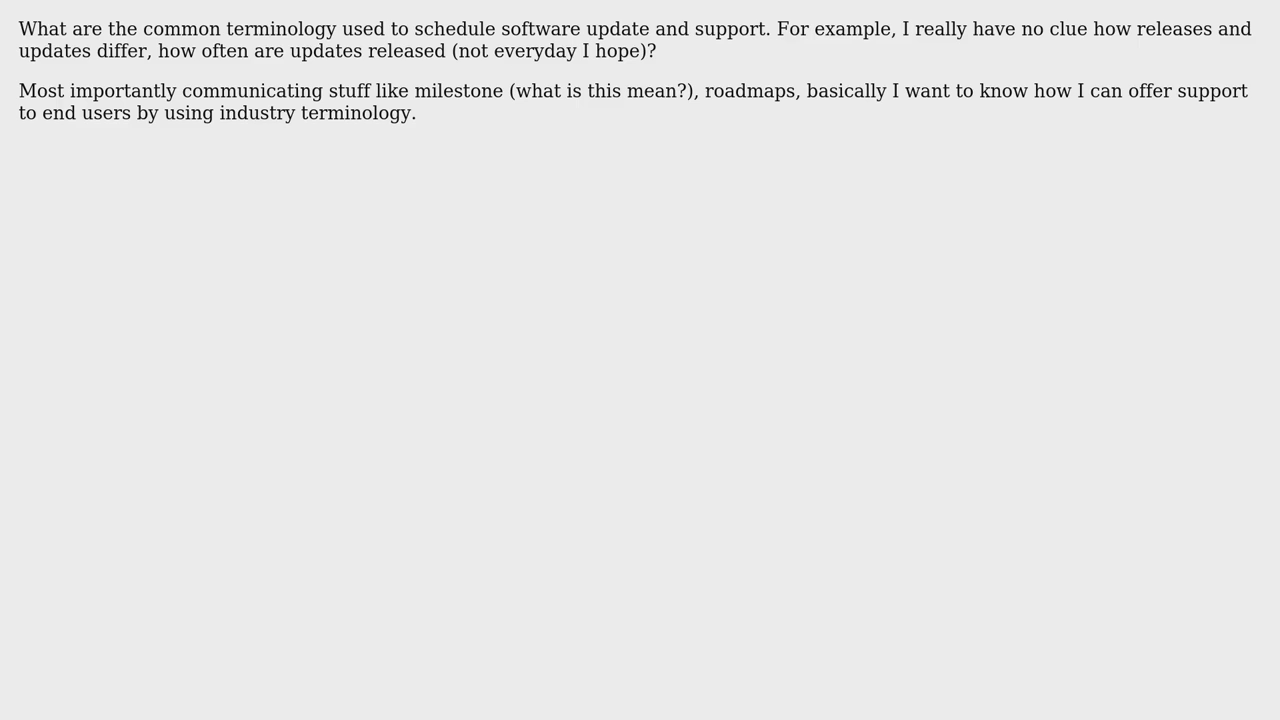 What are the common terminology used to schedule software update and support. For example, I really have no clue how releases and
updates differ, how often are updates released (not everyday I hope)?
Most importantly communicating stuff like milestone (what is this mean?), roadmaps, basically I want to know how I can offer support
to end users by using industry terminology.